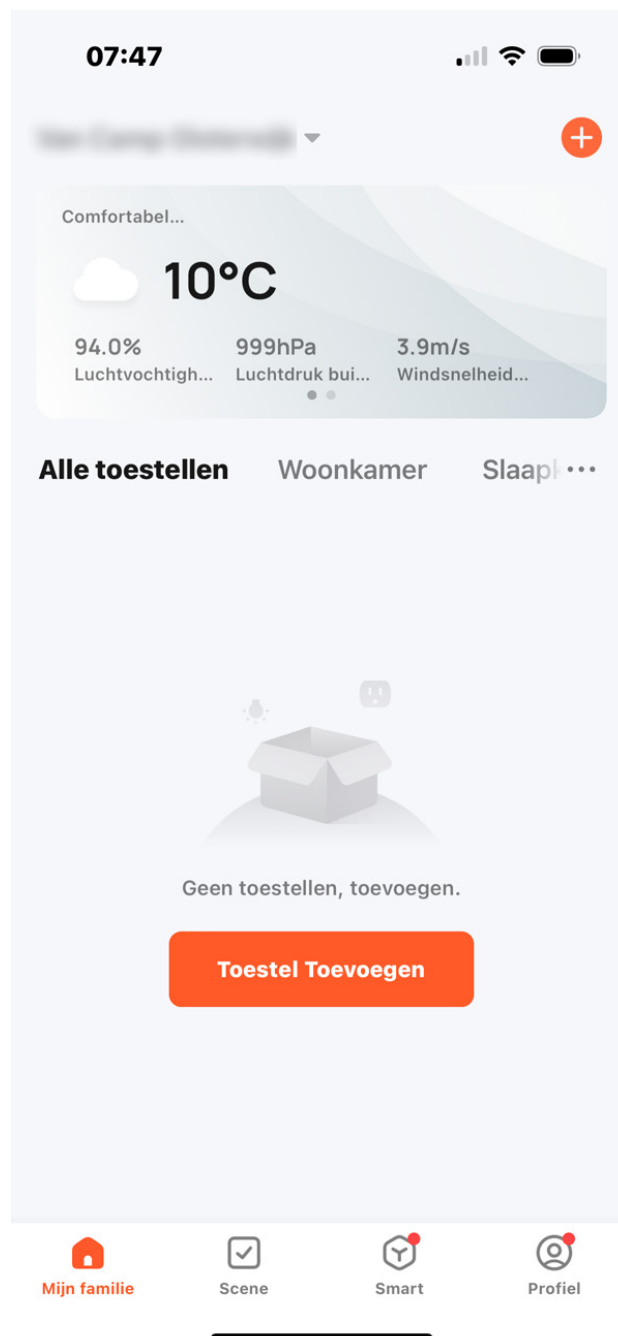 07:47
Comfortabel...
10°C
94.0% 999hPa 3.9m/s
Luchtvochtigh... Luchtdruk bui... Windsnelheid...
Alle toestellen Woonkamer Slaap
Geen toestellen, toevoegen.
Toestel Toevoegen
Mijn familie Scene Smart Profiel